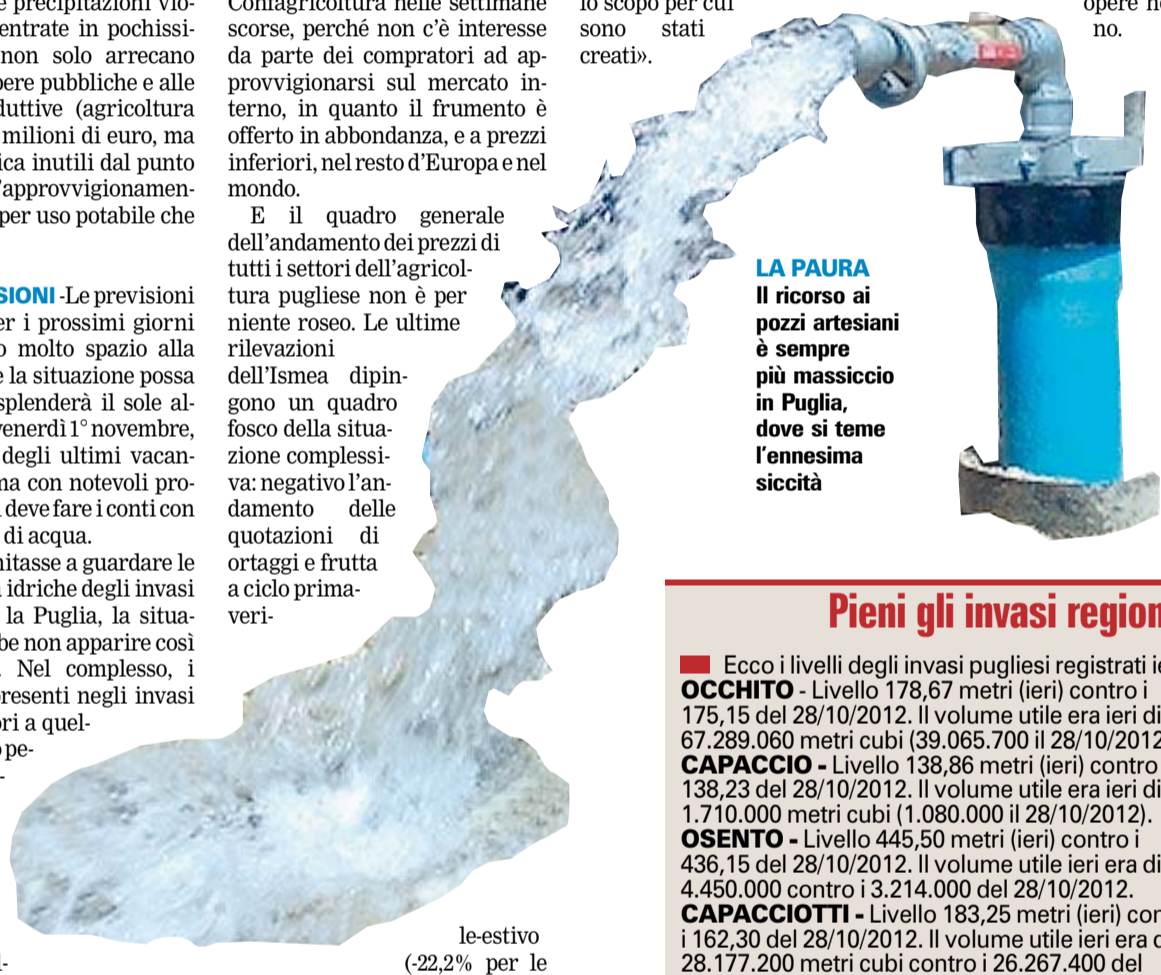 e precipitazioni vio-
entrate in pochissi-
non solo arrecano
pere pubbliche e alle
duttive (agricoltura
milioni di euro, ma
ica inutili dal punto
'approvvigionamen-
per uso potabile che
SIONI -Le previsioni
er i prossimi giorni
o molto spazio alla
e la situazione possa
splenderà il sole al-
venerdì 1° novembre,
degli ultimi vacan-
ma con notevoli pro-
deve fare i conti con
di acqua.
nitasse a guardare le
idriche degli invasi
la Puglia, la situa-
be non apparire così
. Nel complesso, i
presenti negli invasi
ori a quel-
pe-
-
l-
Confagricoltura nelle settimane
scorse, perché non c'è interesse
da parte dei compratori ad ap-
provvigionarsi sul mercato in-
terno, in quanto il frumento è
offerto in abbondanza, e a prezzi
inferiori, nel resto d'Europa e nel
mondo.
E il quadro generale
dell'andamento dei prezzi di
tutti i settori dell'agricol-
tura pugliese non è per
niente roseo. Le ultime
rilevazioni
dell'Ismea dipin-
gono un quadro
fosco della situa-
zione complessi-
va: negativo l'an-
damento delle
quotazioni di
ortaggi e frutta
a ciclo prima-
veri-
le-estivo
(-22,2% per le
lo scopo per cui
sono stati
creati».
opere no
no.
LA PAURA
Il ricorso ai
pozzi artesiani
è sempre
più massiccio
in Puglia,
dove si teme
l'ennesima
siccità
Pieni gli invasi region
Ecco i livelli degli invasi pugliesi registrati ie
OCCHITO - Livello 178,67 metri (ieri) contro i
175,15 del 28/10/2012. Il volume utile era ieri di
67.289.060 metri cubi (39.065.700 il 28/10/2012
CAPACCIO - Livello 138,86 metri (ieri) contro
138,23 del 28/10/2012. Il volume utile era ieri di
1.710.000 metri cubi (1.080.000 il 28/10/2012).
OSENTO - Livello 445,50 metri (ieri) contro i
436,15 del 28/10/2012. Il volume utile ieri era di
4.450.000 contro i 3.214.000 del 28/10/2012.
CAPACCIOTTI - Livello 183,25 metri (ieri) con
i 162,30 del 28/10/2012. Il volume utile ieri era d
28.177.200 metri cubi contro i 26.267.400 del